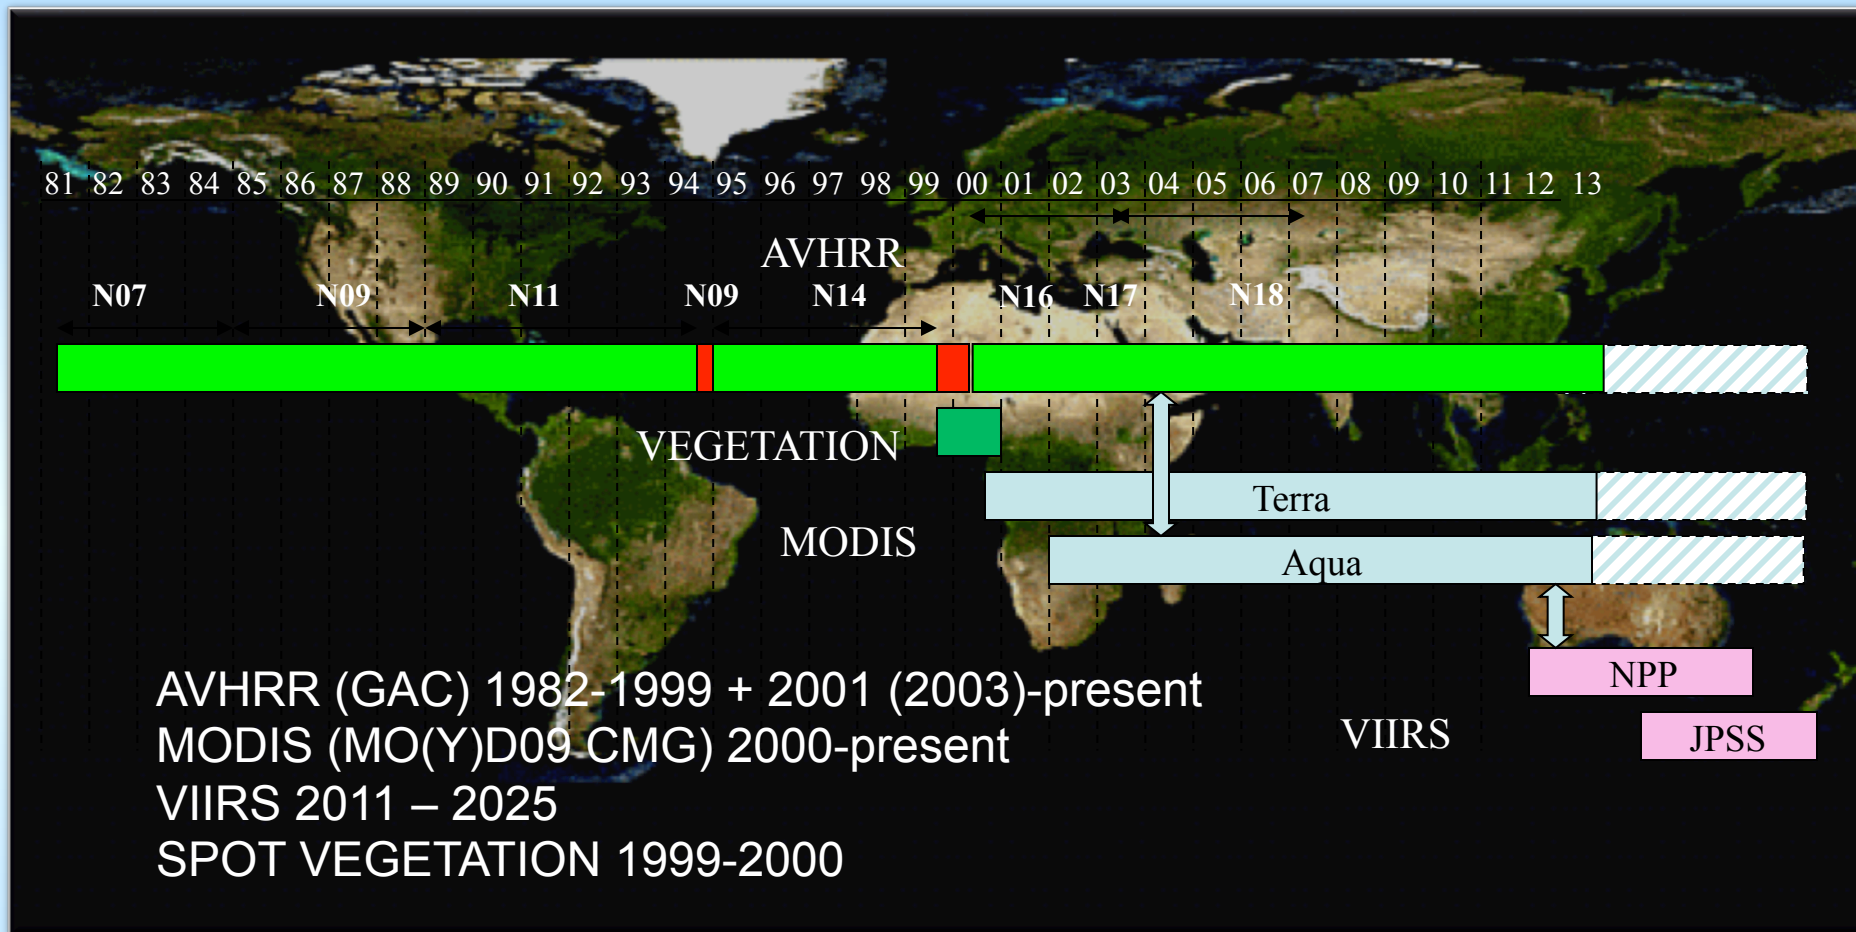 81 82 83 84 85 86 87 88 89 90 91 92 93 94 95 96 97 98 99 00 01 02 03 04 05 06 07 08 09 10 11 12 13
AVHRR
N07 N09 N11 N09 N14 N16 N17 N18
VEGETATION
Terra
MODIS
Aqua
NPP
VIIRS
JPSS
AVHRR (GAC) 1982-1999 + 2001 (2003)-present
MODIS (MO(Y)D09 CMG) 2000-present
VIIRS 2011 – 2025
SPOT VEGETATION 1999-2000